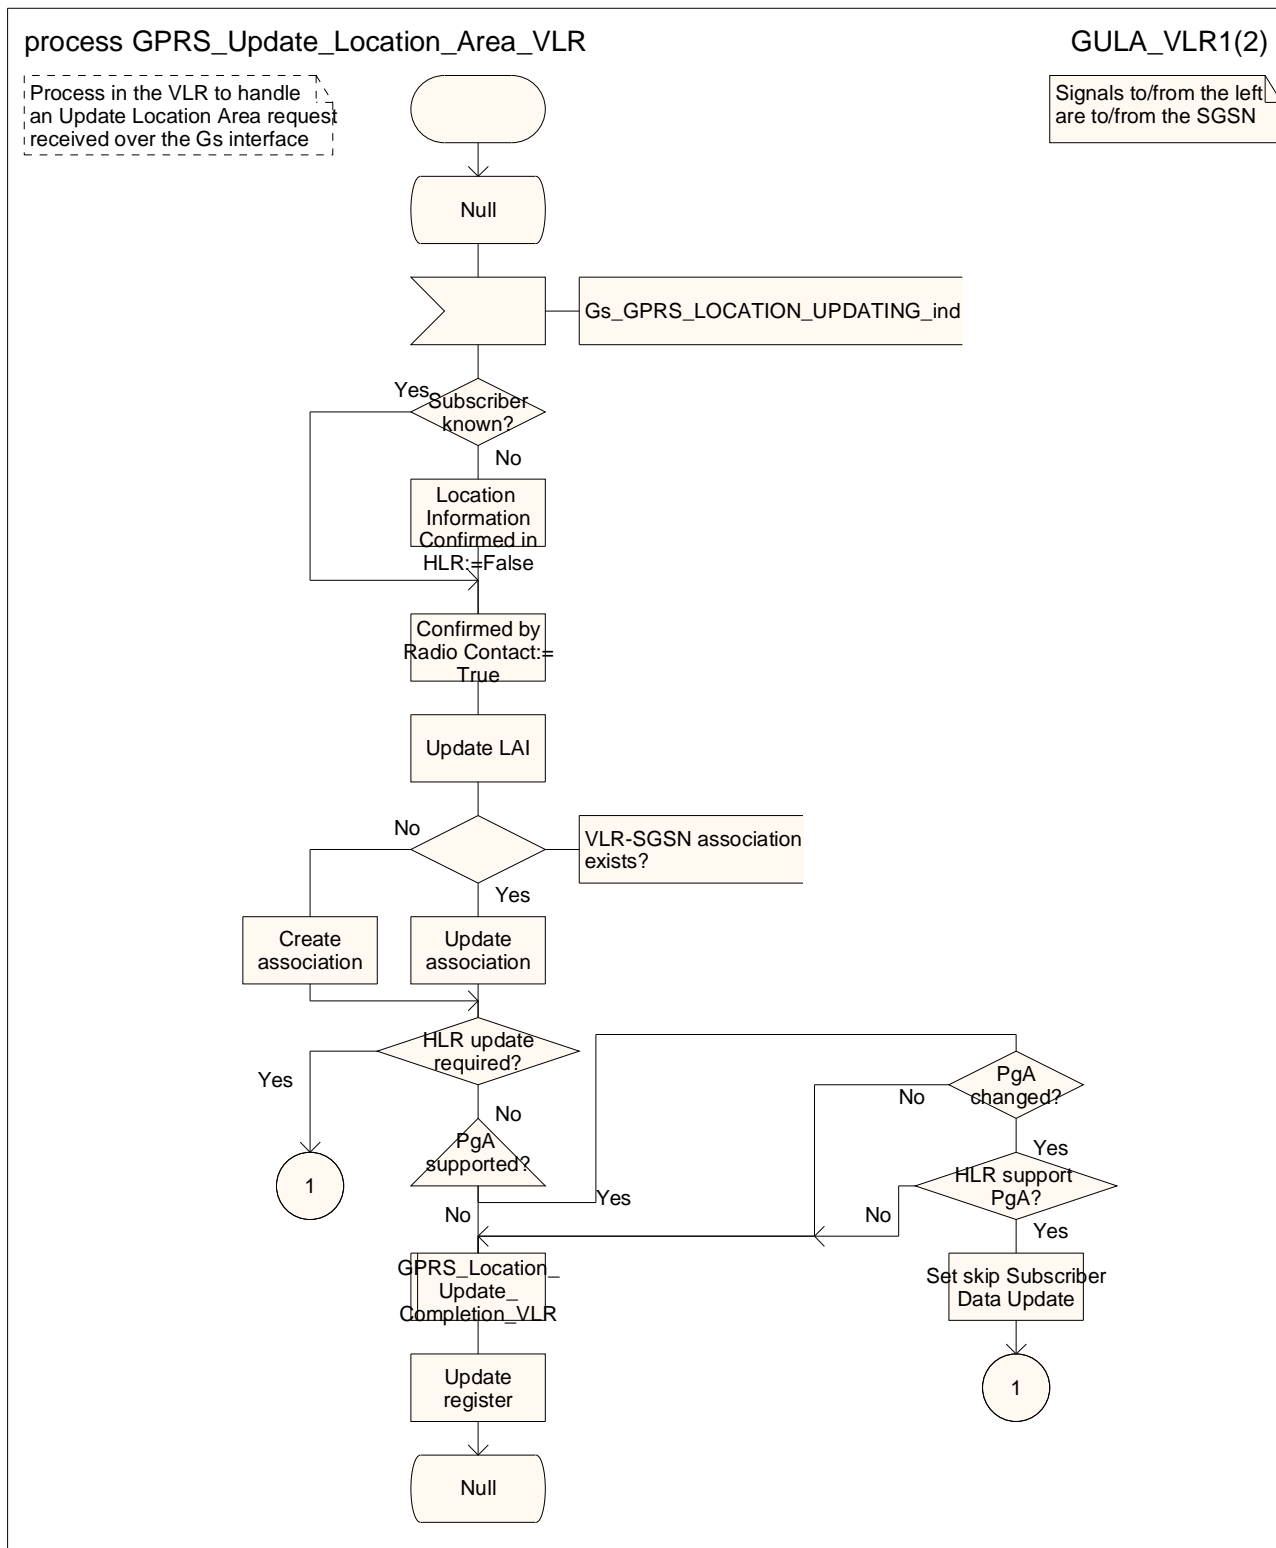 process GPRS_Update_Location_Area_VLR
GULA_VLR1(2)
Process in the VLR to handle
an Update Location Area request
received over the Gs interface
Signals to/from the left
are to/from the SGSN
Null
Gs_GPRS_LOCATION_UPDATING_ind
Yes
Subscriber
known?
No
Location
Information
Confirmed in
HLR:=False
Confirmed by
Radio Contact:=
True
Update LAI
No
VLR-SGSN association
exists?
Yes
Create
association
Update
association
HLR update
required?
Yes
No
PgA
changed?
No
Yes
PgA
supported?
1
Yes
No
HLR support
PgA?
No
Yes
GPRS_Location_
Update_
Completion_VLR
Set skip Subscriber
Data Update
Update
register
1
Null